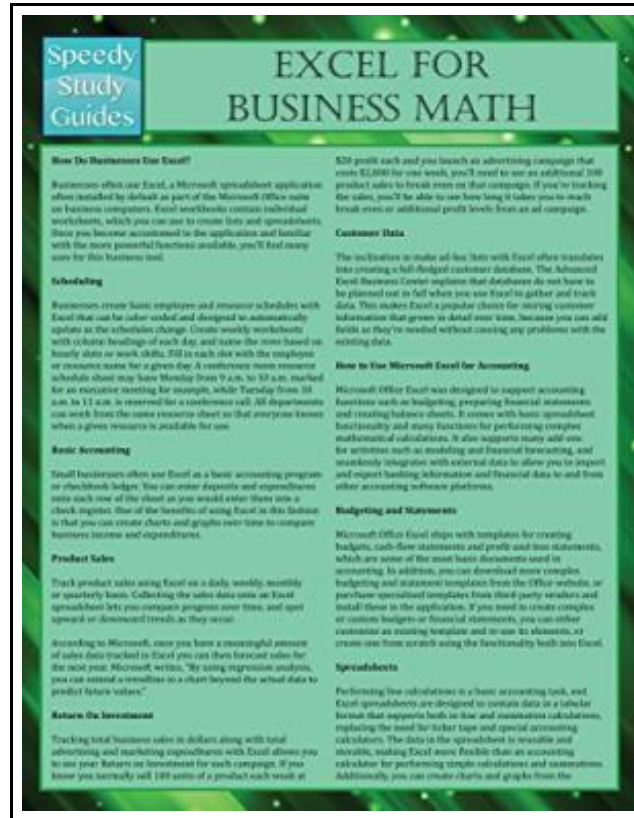 Speedy
Study
Guides
EXCEL FOR
BUSINESS MATH
How Do Businesses Use Excel?
Businesses often use Excel, a Microsoft spreadsheet application
often installed by default as part of the Microsoft Office suite
on business computers. Excel workbooks contain individual
worksheets, which you can use to create lists and spreadsheets.
Once you become accustomed to the application and familiar
with the more powerful functions available, you'll find many
uses for this business tool.
Scheduling
Businesses create basic employee and resource schedules with
Excel that can be color-coded and designed to automatically
update as the schedules change. Create weekly worksheets
with column headings of each day, and name the rows based on
hourly slots or work shifts. Fill in each slot with the employee
or resource name for a given day. A conference room resource
schedule sheet may have Monday from 9 a.m. to 10 a.m. marked
for an executive meeting for example, while Tuesday from 10
a.m. to 11 a.m. is reserved for a conference call. All departments
can work from the same resource sheet so that everyone knows
when a given resource is available for use.
Basic Accounting
Small businesses often use Excel as a basic accounting program
or checkbook ledger. You can enter deposits and expenditures
onto each row of the sheet as you would enter them into a
check register. One of the benefits of using Excel in this fashion
is that you can create charts and graphs over time to compare
business income and expenditures.
Product Sales
Track product sales using Excel on a daily, weekly, monthly
or quarterly basis. Collecting the sales data onto an Excel
spreadsheet lets you compare progress over time, and spot
upward or downward trends as they occur.
According to Microsoft, once you have a meaningful amount
of sales data tracked in Excel you can then forecast sales for
the next year. Microsoft writes, "By using regression analysis,
you can extend a trendline in a chart beyond the actual data to
predict future values."
Return On Investment
Tracking total business sales in dollars along with total
advertising and marketing expenditures with Excel allows you
to see your Return on Investment for each campaign. If you
know you normally sell 100 units of a product each week at
$20 profit each and you launch an advertising campaign that
costs $2,000 for one week, you'll need to see an additional 100
product sales to break even on that campaign. If you're tracking
the sales, you'll be able to see how long it takes you to reach
break even or additional profit levels from an ad campaign.
Customer Data
The inclination to make ad-hoc lists with Excel often translates
into creating a full-fledged customer database. The Advanced
Excel Business Center explains that databases do not have to
be planned out in full when you use Excel to gather and track
data. This makes Excel a popular choice for storing customer
information that grows in detail over time, because you can add
fields as they're needed without causing any problems with the
existing data.
How to Use Microsoft Excel for Accounting
Microsoft Office Excel was designed to support accounting
functions such as budgeting, preparing financial statements
and creating balance sheets. It comes with basic spreadsheet
functionality and many functions for performing complex
mathematical calculations. It also supports many add-ons
for activities such as modeling and financial forecasting, and
seamlessly integrates with external data to allow you to import
and export banking information and financial data to and from
other accounting software platforms.
Budgeting and Statements
Microsoft Office Excel ships with templates for creating
budgets, cash-flow statements and profit-and-loss statements,
which are some of the most basic documents used in
accounting. In addition, you can download more complex
budgeting and statement templates from the Office website, or
purchase specialized templates from third-party vendors and
install those in the application. If you need to create complex
or custom budgets or financial statements, you can either
customize an existing template and re-use its elements, or
create one from scratch using the functionality built into Excel.
Spreadsheets
Performing line calculations is a basic accounting task, and
Excel spreadsheets are designed to contain data in a tabular
format that supports both in-line and summation calculations,
replacing the need for ticker tape and special accounting
calculators. The data in the spreadsheet is reusable and
movable, making Excel more flexible than an accounting
calculator for performing simple calculations and summations.
Additionally, you can create charts and graphs from the